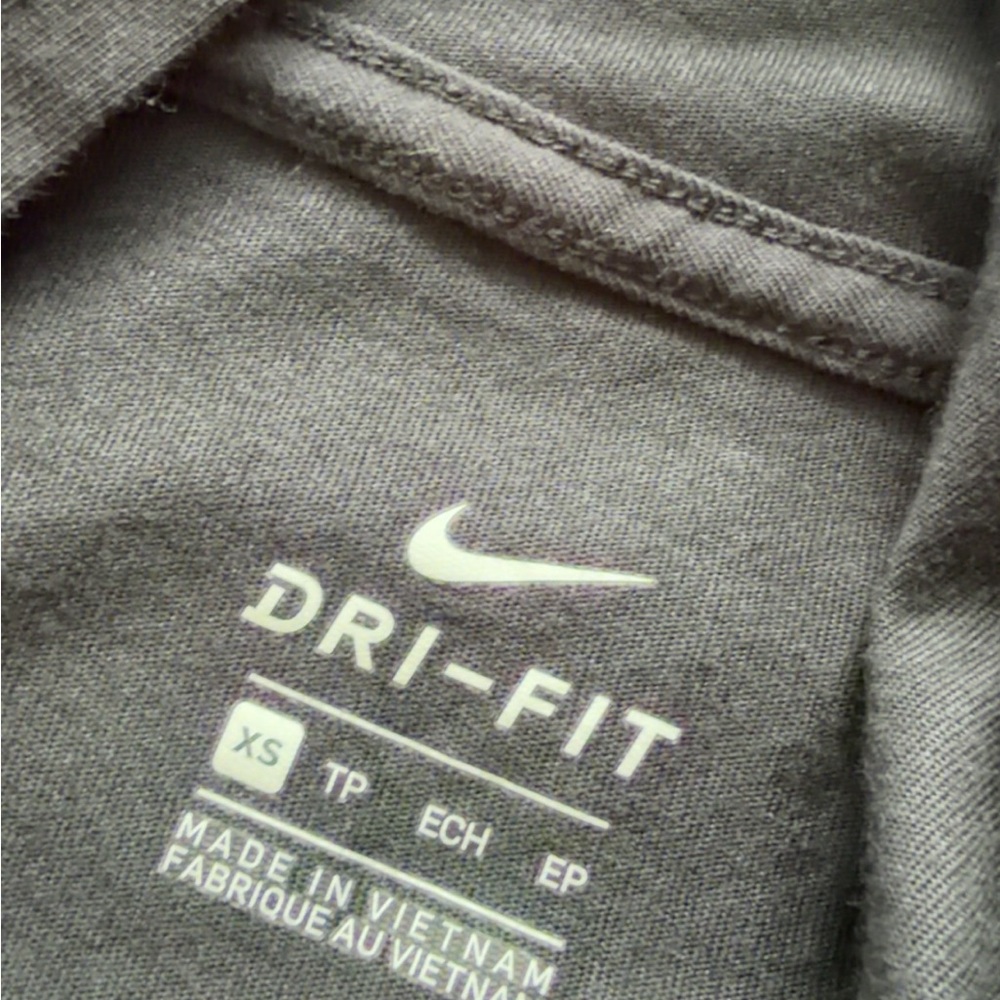 DRI-FIT
XS TP ECH EP
MADE IN VIETNAM
FABRIQUE AU VIETNAM